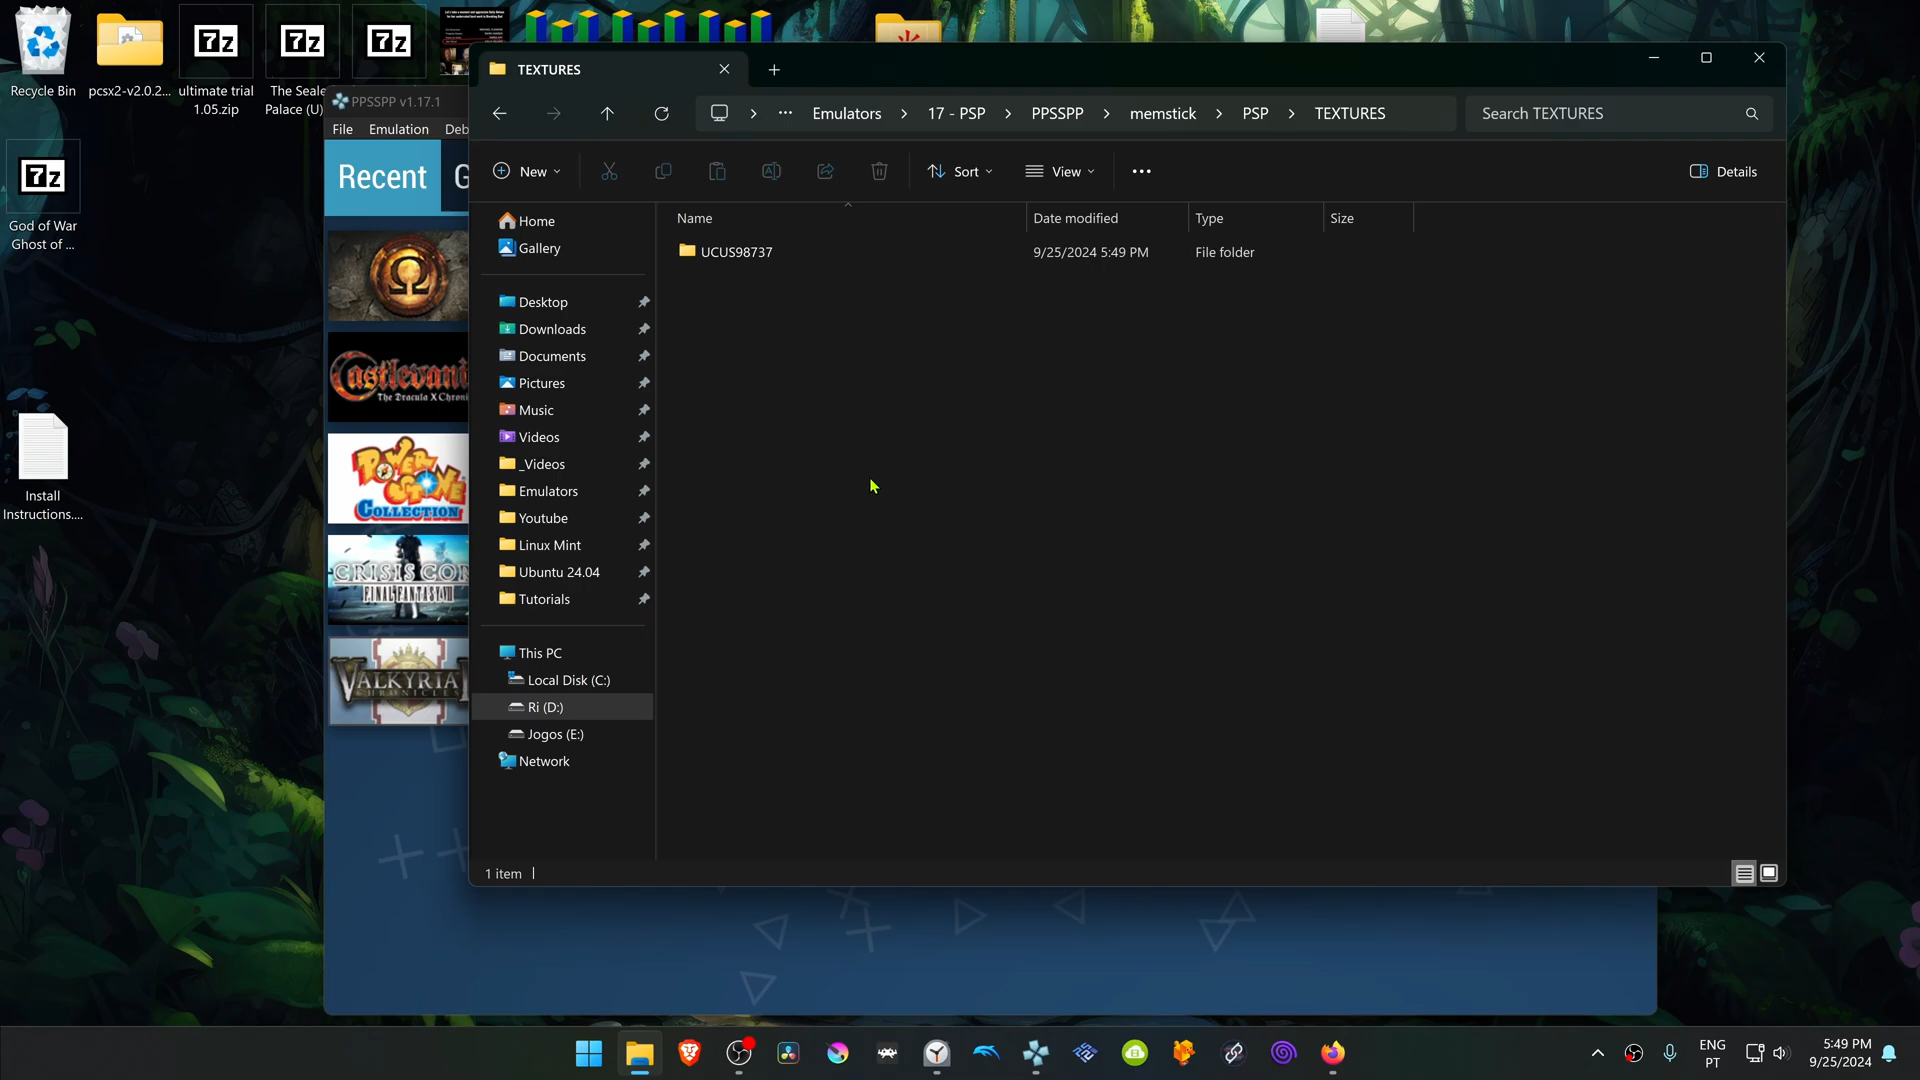 Recycle Bin
pcsx2-v2.0.2...
ultimate trial
1.05.zip
The Seale
Palace (U)
God of War
Ghost of ...
Install
Instructions....
PPSSPP v1.17.1
File
Emulation
Deb
Recent
G
Castlevani
The Dracula X Chron
Power
Stone
Collection
CRISIS CO
FINAL FANTASY VII
VALKYRIA
CHRONICLES
TEXTURES
Emulators
17 - PSP
PPSSPP
memstick
PSP
TEXTURES
Search TEXTURES
New
Sort
View
Details
Home
Gallery
Desktop
Downloads
Documents
Pictures
Music
Videos
_Videos
Emulators
Youtube
Linux Mint
Ubuntu 24.04
Tutorials
This PC
Local Disk (C:)
Ri (D:)
Jogos (E:)
Network
Name
Date modified
Type
Size
UCUS98737
9/25/2024 5:49 PM
File folder
1 item
ENG
PT
5:49 PM
9/25/2024